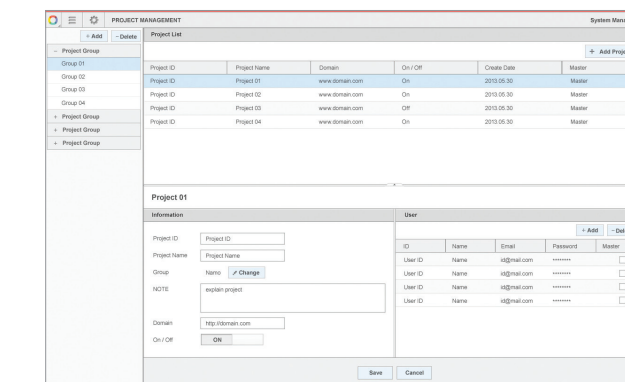 PROJECT MANAGEMENT
System Mana
+ Add
− Delete
Project List
− Project Group
+ Add Proje
Group 01
Group 02
Group 03
Group 04
+ Project Group
+ Project Group
+ Project Group
Project ID Project Name Domain On / Off Create Date Master
Project ID Project 01 www.domain.com On 2013.05.30 Master
Project ID Project 02 www.domain.com On 2013.05.30 Master
Project ID Project 03 www.domain.com Off 2013.05.30 Master
Project ID Project 04 www.domain.com On 2013.05.30 Master
Project 01
Information
Project ID Project ID
Project Name Project Name
Group Namo Change
NOTE explain project
Domain http://domain.com
On / Off ON
User
+ Add − Del
ID Name Email Password Master
User ID Name id@mail.com ********
User ID Name id@mail.com ********
User ID Name id@mail.com ********
User ID Name id@mail.com ********
Save Cancel